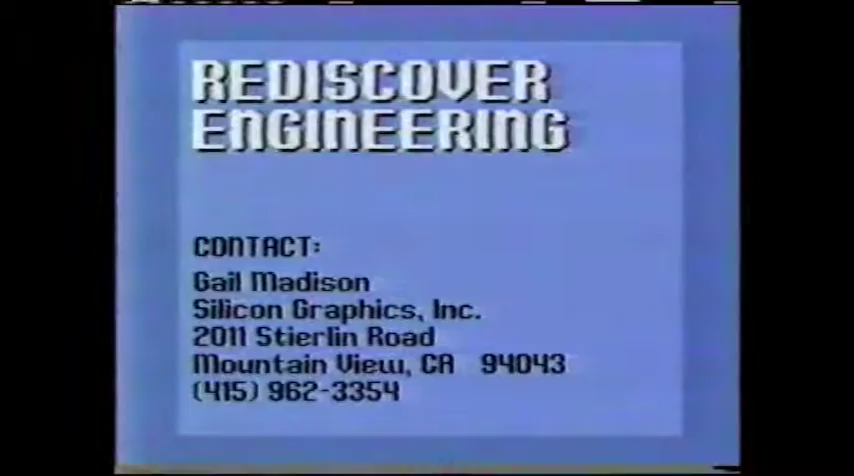 REDISCOVER
ENGINEERING
CONTACT:
Gail Madison
Silicon Graphics, Inc.
2011 Stierlin Road
Mountain View, CA 94043
(415) 962-3354